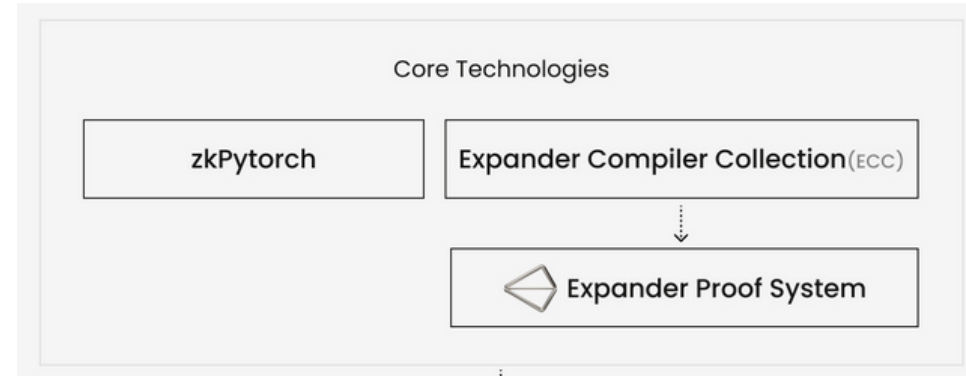 Core Technologies
zkPytorch
Expander Compiler Collection(ECC)
Expander Proof System